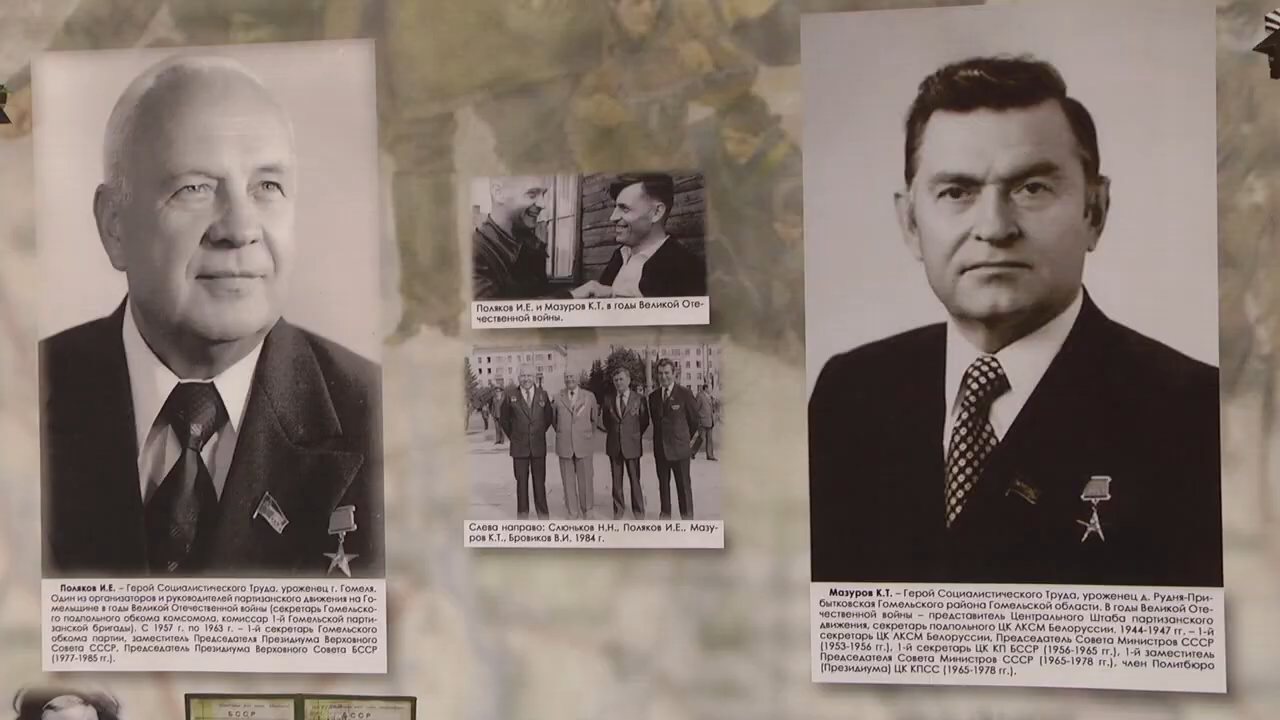 Поляков И.Е. – Герой Социалистического Труда, уроженец г. Гомеля.
Один из организаторов и руководителей партизанского движения на Го-
мельщине в годы Великой Отечественной войны (секретарь Гомельско-
го подпольного обкома комсомола, комиссар 1-й Гомельской парти-
занской бригады). С 1957 г. по 1963 г. – 1-й секретарь Гомельского
обкома партии, заместитель Председателя Президиума Верховного
Совета СССР, Председатель Президиума Верховного Совета БССР
(1977-1985 гг.).
Поляков И.Е. и Мазуров К.Т. в годы Великой Оте-
чественной войны.
Слева направо: Слюньков Н.Н., Поляков И.Е., Мазу-
ров К.Т., Бровиков В.И. 1984 г.
Мазуров К.Т. – Герой Социалистического Труда, уроженец д. Рудня-При-
бытковская Гомельского района Гомельской области. В годы Великой Оте-
чественной войны – представитель Центрального Штаба партизанского
движения, секретарь подпольного ЦК ЛКСМ Белоруссии. 1944-1947 гг. – 1-й
секретарь ЦК ЛКСМ Белоруссии, Председатель Совета Министров СССР
(1953-1956 гг.), 1-й секретарь ЦК КП БССР (1956-1965 гг.), 1-й заместитель
Председателя Совета Министров СССР (1965-1978 гг.), член Политбюро
(Президиума) ЦК КПСС (1965-1978 гг.).
БССР
БССР